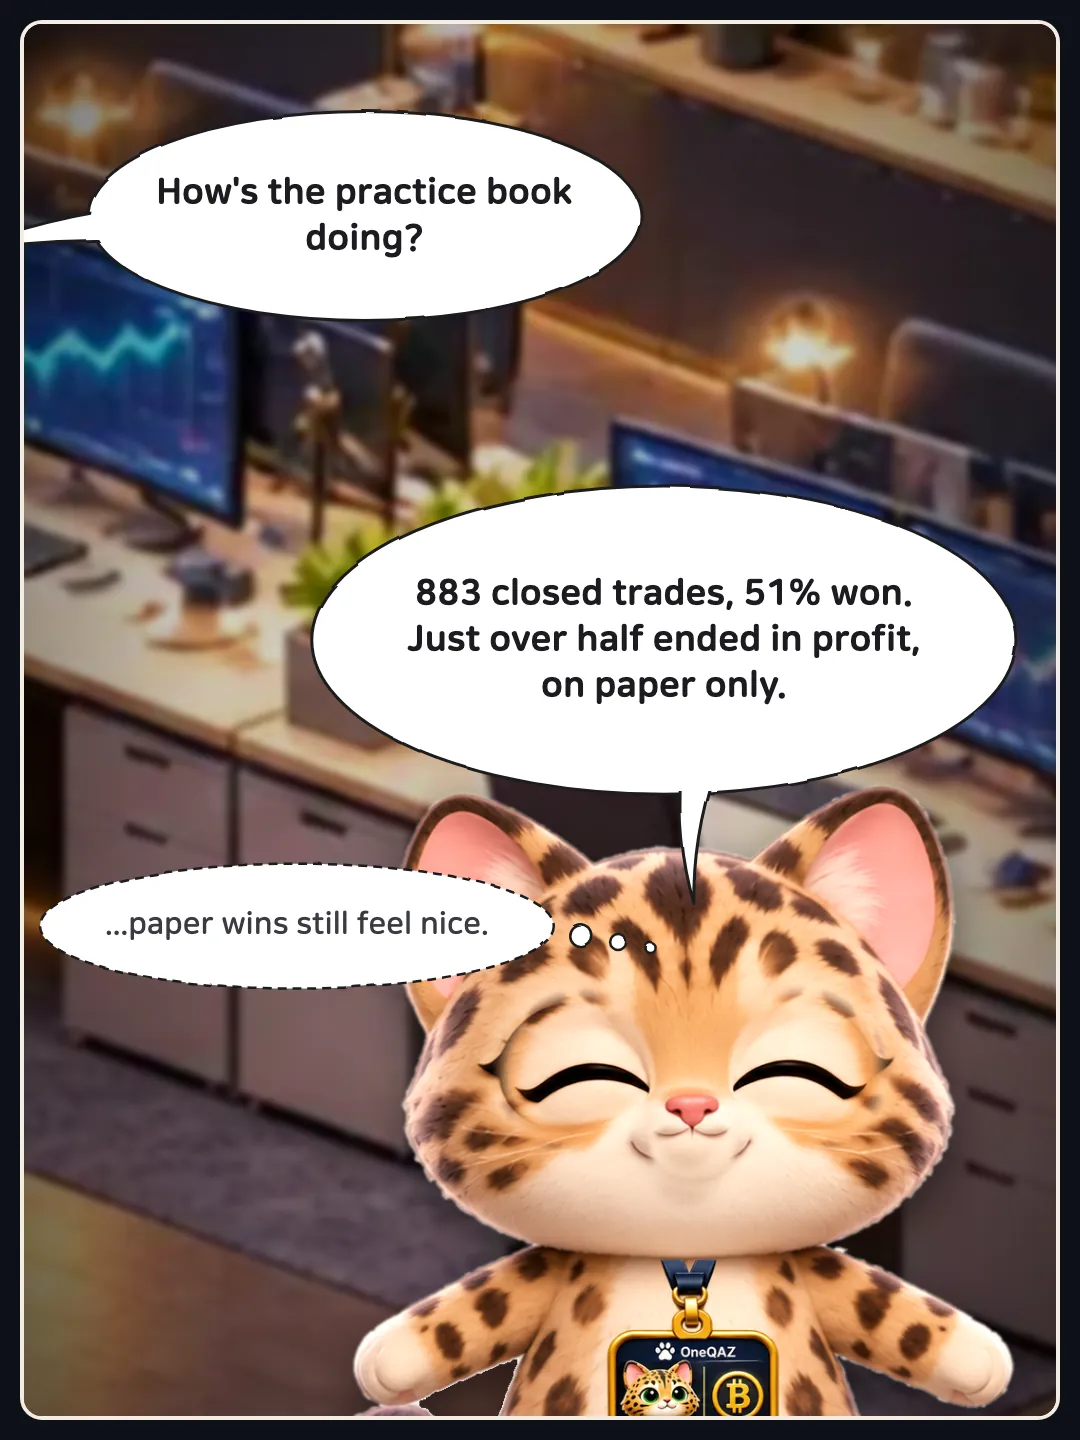 How's the practice book
doing?
883 closed trades, 51% won.
Just over half ended in profit,
on paper only.
...paper wins still feel nice.
OneQAZ